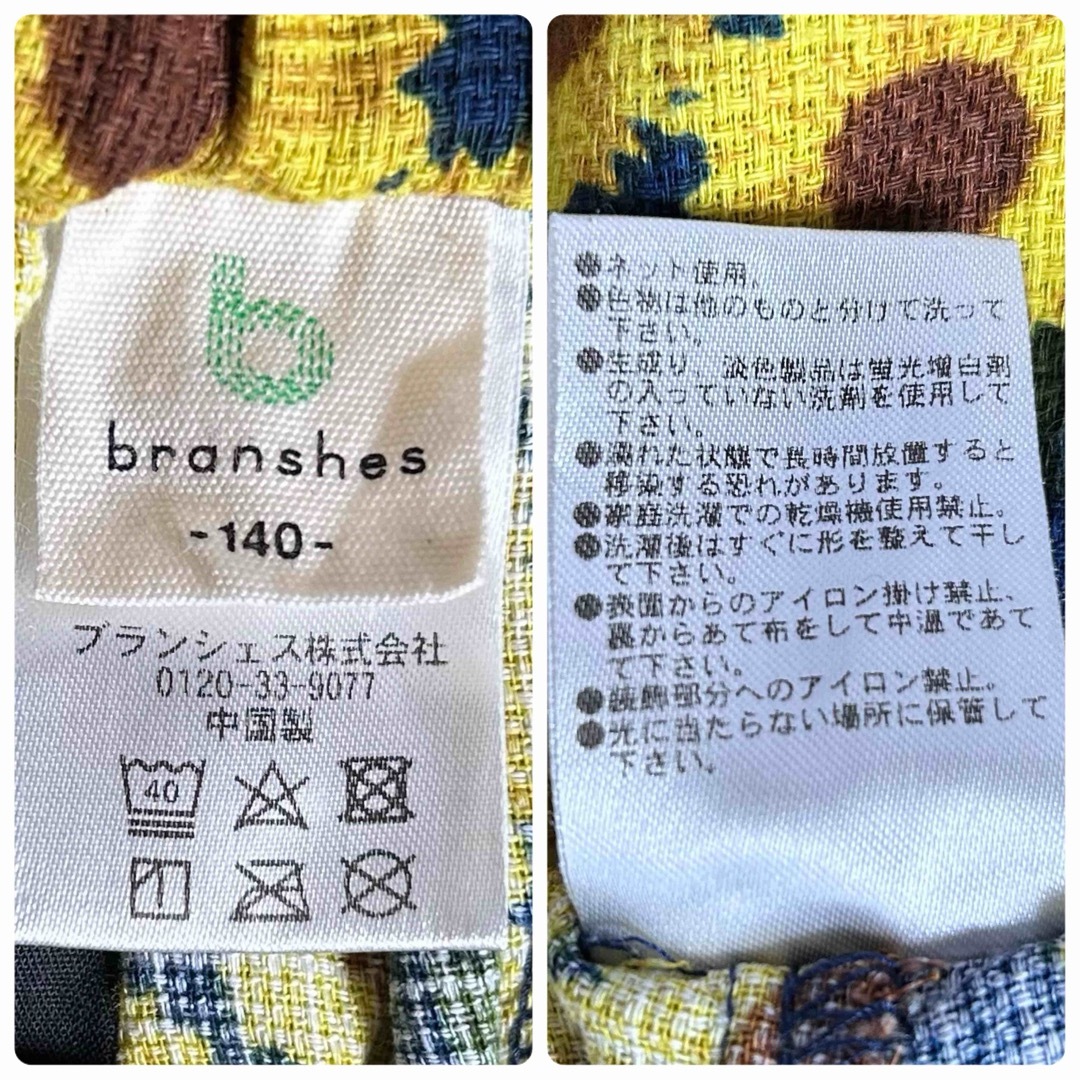 b
branshes
-140-
ブランシェス株式会社
0120-33-9077
中国製
40
●ネット使用。
●色物は他のものと分けて洗って
下さい。
●生成り、淡色製品は蛍光増白剤
の入っていない洗剤を使用して
下さい。
●濡れた状態で長時間放置すると
移染する恐れがあります。
●家庭洗濯での乾燥機使用禁止。
●洗濯後はすぐに形を整えて干し
て下さい。
●表面からのアイロン掛け禁止、
裏からあて布をして中温であて
て下さい。
●装飾部分へのアイロン禁止。
●光に当たらない場所に保管して
下さい。